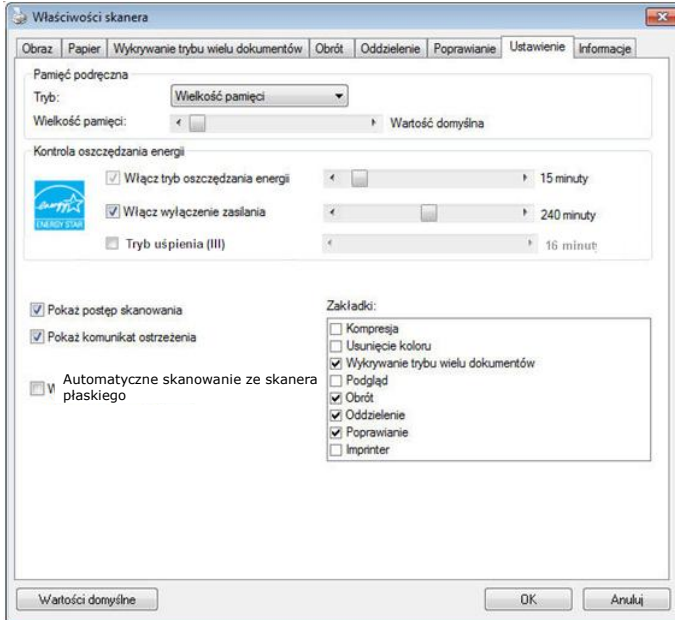 Właściwości skanera
Obraz Papier Wykrywanie trybu wielu dokumentów Obrót Oddzielenie Poprawianie Ustawienie Informacje
Pamięć podręczna
Tryb: Wielkość pamięci
Wielkość pamięci: Wartość domyślna
Kontrola oszczędzania energii
energy
ENERGY STAR
Włącz tryb oszczędzania energii 15 minuty
Włącz wyłączenie zasilania 240 minuty
Tryb uśpienia (III) 16 minuty
Pokaż postęp skanowania
Pokaż komunikat ostrzeżenia
Automatyczne skanowanie ze skanera
płaskiego
Zakładki:
Kompresja
Usunięcie koloru
Wykrywanie trybu wielu dokumentów
Podgląd
Obrót
Oddzielenie
Poprawianie
Imprinter
Wartości domyślne OK Anuluj